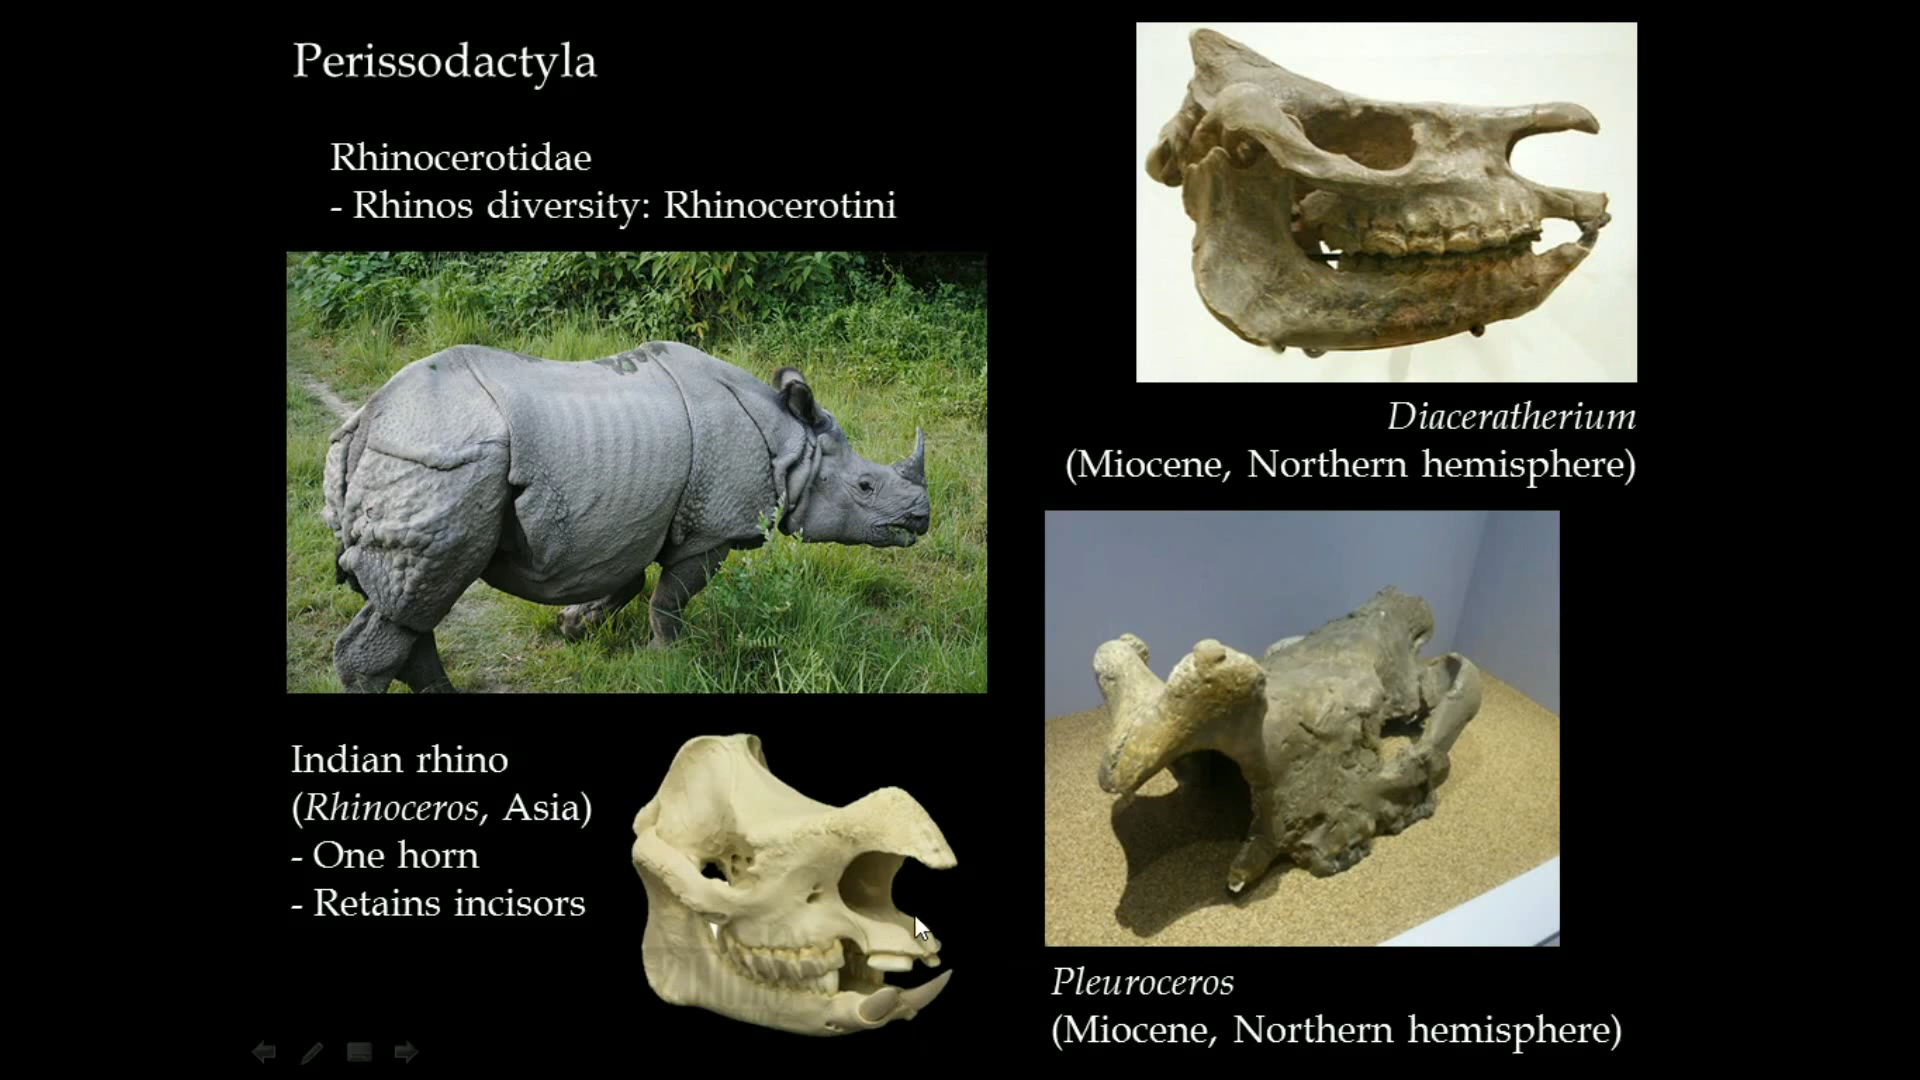 Perissodactyla
Rhinocerotidae
- Rhinos diversity: Rhinocerotini
Diaceratherium
(Miocene, Northern hemisphere)
Indian rhino
(Rhinoceros, Asia)
- One horn
- Retains incisors
Pleuroceros
(Miocene, Northern hemisphere)